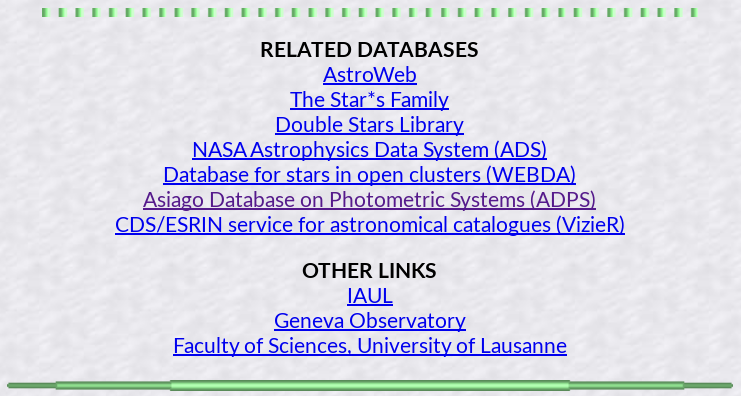 RELATED DATABASES
AstroWeb
The Star*s Family
Double Stars Library
NASA Astrophysics Data System (ADS)
Database for stars in open clusters (WEBDA)
Asiago Database on Photometric Systems (ADPS)
CDS/ESRIN service for astronomical catalogues (VizieR)
OTHER LINKS
IAUL
Geneva Observatory
Faculty of Sciences, University of Lausanne